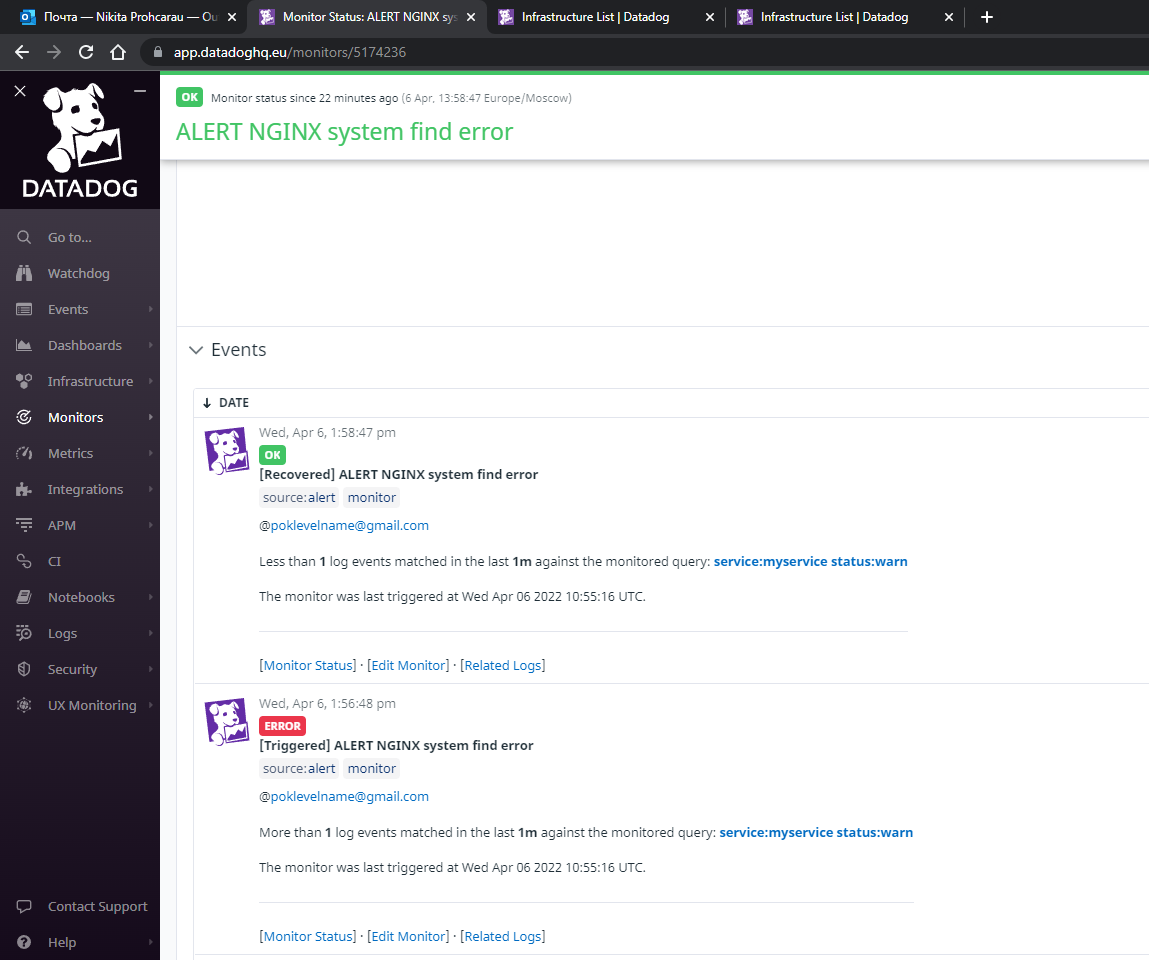 Почта — Nikita Prohcarau — Ou
Monitor Status: ALERT NGINX sys
Infrastructure List | Datadog
Infrastructure List | Datadog
app.datadoghq.eu/monitors/5174236
DATADOG
Go to...
Watchdog
Events
Dashboards
Infrastructure
Monitors
Metrics
Integrations
APM
CI
Notebooks
Logs
Security
UX Monitoring
Contact Support
Help
OK Monitor status since 22 minutes ago (6 Apr, 13:58:47 Europe/Moscow)
ALERT NGINX system find error
Events
DATE
Wed, Apr 6, 1:58:47 pm
OK
[Recovered] ALERT NGINX system find error
source:alert monitor
@poklevelname@gmail.com
Less than 1 log events matched in the last 1m against the monitored query: service:myservice status:warn
The monitor was last triggered at Wed Apr 06 2022 10:55:16 UTC.
[Monitor Status] · [Edit Monitor] · [Related Logs]
Wed, Apr 6, 1:56:48 pm
ERROR
[Triggered] ALERT NGINX system find error
source:alert monitor
@poklevelname@gmail.com
More than 1 log events matched in the last 1m against the monitored query: service:myservice status:warn
The monitor was last triggered at Wed Apr 06 2022 10:55:16 UTC.
[Monitor Status] · [Edit Monitor] · [Related Logs]